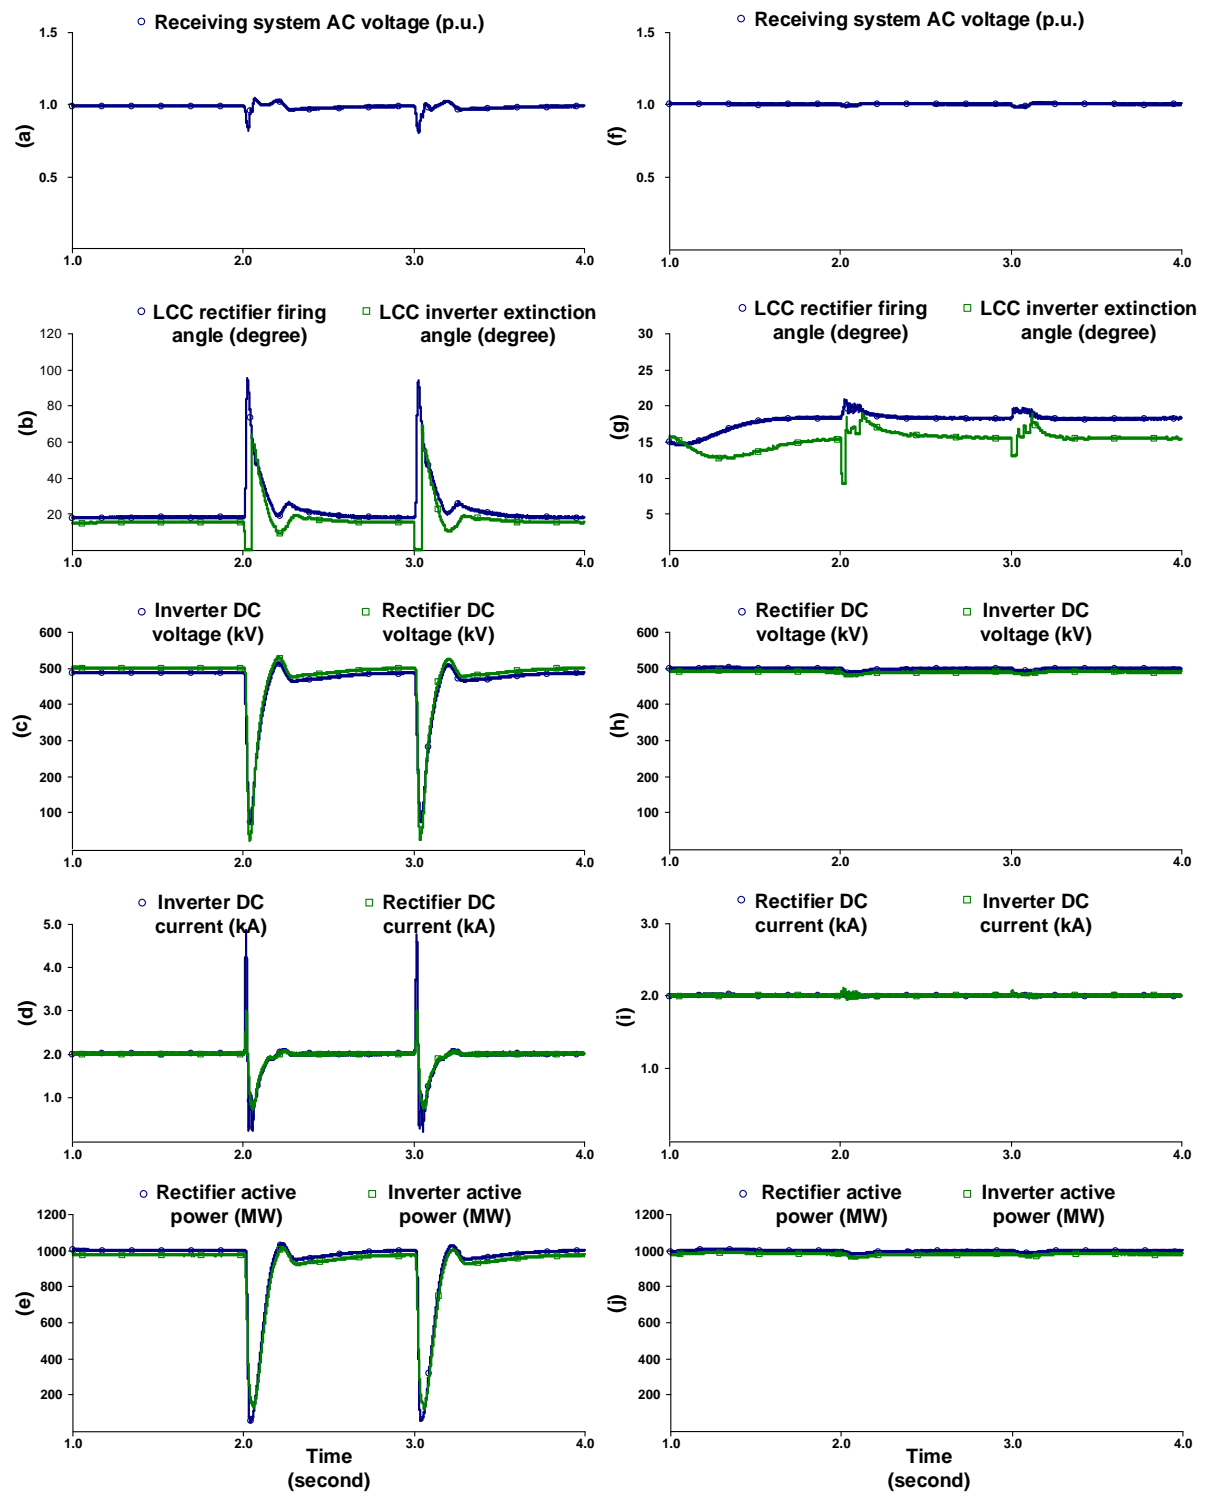 Receiving system AC voltage (p.u.)
1.5
1.0
0.5
(a)
1.0 2.0 3.0 4.0
Receiving system AC voltage (p.u.)
1.5
1.0
0.5
(f)
1.0 2.0 3.0 4.0
LCC rectifier firing
angle (degree)
LCC inverter extinction
angle (degree)
120
100
80
60
40
20
(b)
1.0 2.0 3.0 4.0
LCC rectifier firing
angle (degree)
LCC inverter extinction
angle (degree)
30
25
20
15
10
5
(g)
1.0 2.0 3.0 4.0
Inverter DC
voltage (kV)
Rectifier DC
voltage (kV)
600
500
400
300
200
100
(c)
1.0 2.0 3.0 4.0
Rectifier DC
voltage (kV)
Inverter DC
voltage (kV)
600
500
400
300
200
100
(h)
1.0 2.0 3.0 4.0
Inverter DC
current (kA)
Rectifier DC
current (kA)
5.0
4.0
3.0
2.0
1.0
(d)
1.0 2.0 3.0 4.0
Rectifier DC
current (kA)
Inverter DC
current (kA)
3.0
2.0
1.0
(i)
1.0 2.0 3.0 4.0
Rectifier active
power (MW)
Inverter active
power (MW)
1200
1000
800
600
400
200
(e)
1.0 2.0 3.0 4.0
Time
(second)
Rectifier active
power (MW)
Inverter active
power (MW)
1200
1000
800
600
400
200
(j)
1.0 2.0 3.0 4.0
Time
(second)